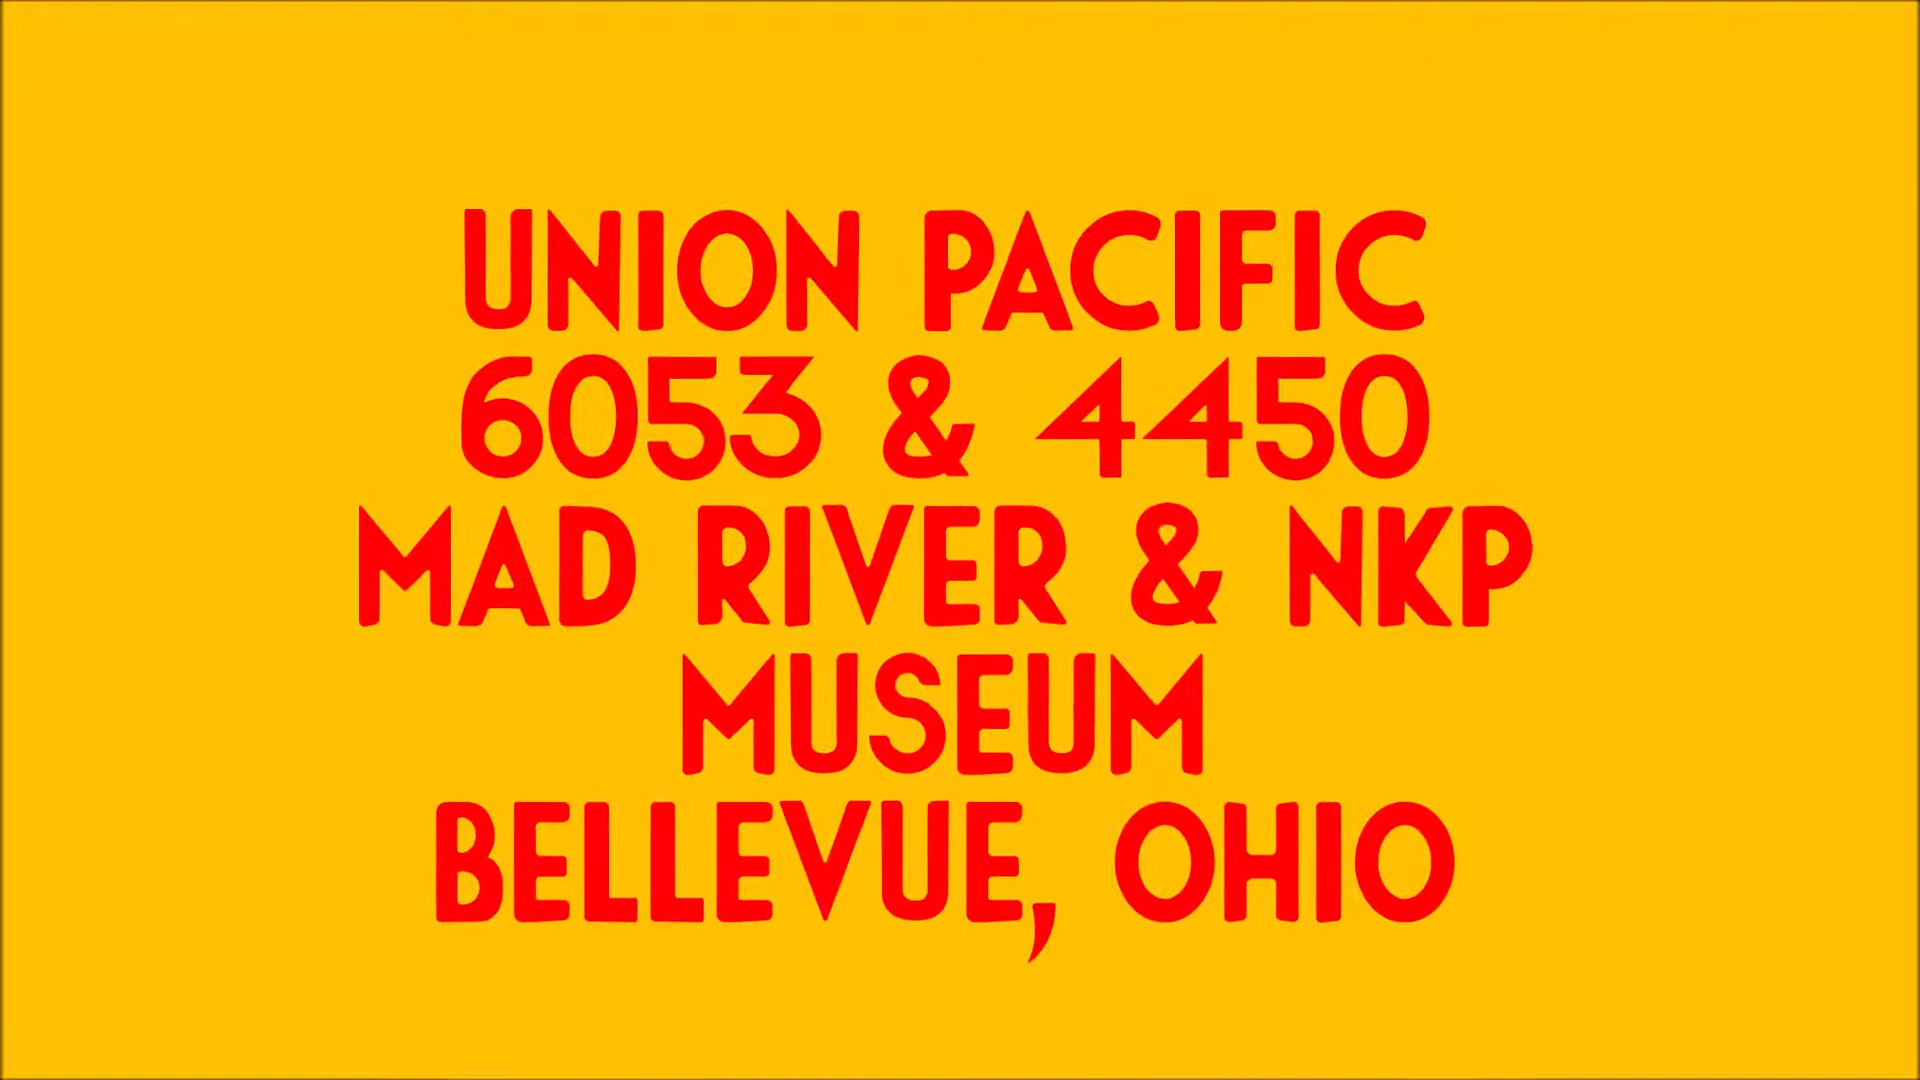 UNION PACIFIC
6053 & 4450
MAD RIVER & NKP
MUSEUM
BELLEVUE, OHIO